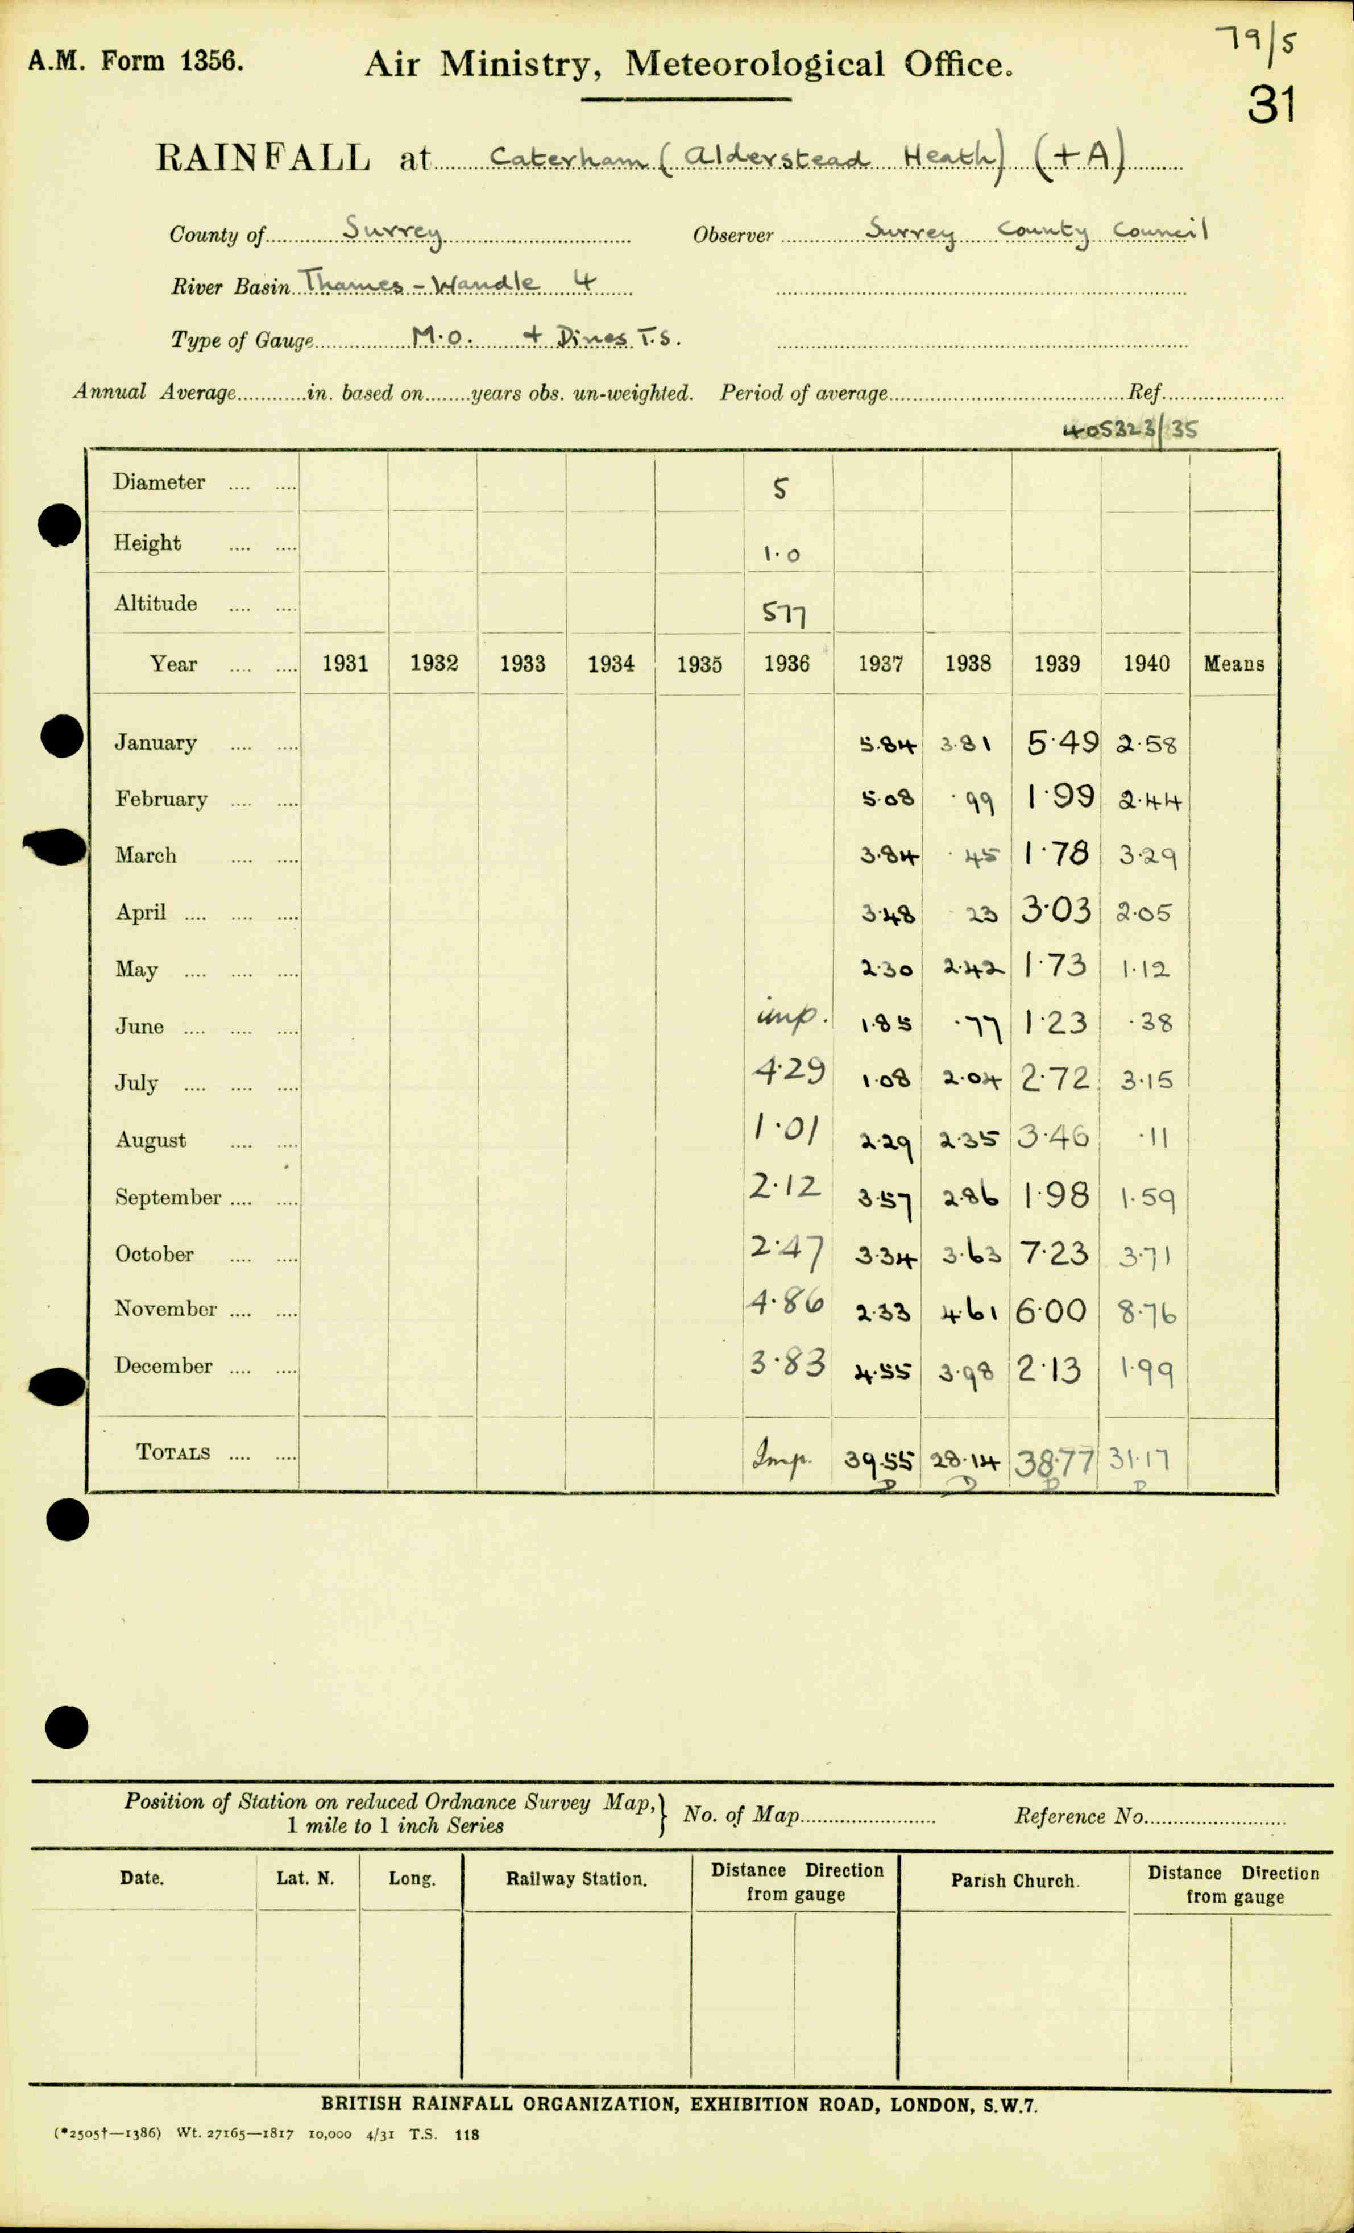 79/5
A.M. Form 1356. Air Ministry, Meteorological Office.
31
RAINFALL at Caterham (Alderstead Heath) (+A)
County of Surrey Observer Surrey County Council
River Basin Thames - Wandle 4
Type of Gauge M.O. + Dines T.S.
Annual Average............in. based on........years obs. un-weighted. Period of average.......................................Ref.....................
405323/35
Diameter .... .... 5
Height .... .... 1.0
Altitude .... .... 577
Year .... .... 1931 1932 1933 1934 1935 1936 1937 1938 1939 1940 Means
January .... .... 5.84 3.81 5.49 2.58
February .... .... 5.08 .99 1.99 2.44
March .... .... 3.84 .45 1.78 3.29
April .... .... .... 3.48 23 3.03 2.05
May .... .... .... 2.30 2.42 1.73 1.12
June .... .... .... imp. 1.85 .77 1.23 .38
July .... .... .... 4.29 1.08 2.04 2.72 3.15
August .... .... 1.01 2.29 2.35 3.46 .11
September .... .... 2.12 3.57 2.86 1.98 1.59
October .... .... 2.47 3.34 3.63 7.23 3.71
November .... .... 4.86 2.33 4.61 6.00 8.76
December .... .... 3.83 4.55 3.98 2.13 1.99
TOTALS .... .... Imp. 39.55 28.14 38.77 31.17
D D D D
Position of Station on reduced Ordnance Survey Map,} No. of Map........................ Reference No.........................
1 mile to 1 inch Series
Date. Lat. N. Long. Railway Station. Distance Direction from gauge Parish Church. Distance Direction from gauge
BRITISH RAINFALL ORGANIZATION, EXHIBITION ROAD, LONDON, S.W.7.
(*2505†—1386) Wt. 27165—1817 10,000 4/31 T.S. 118